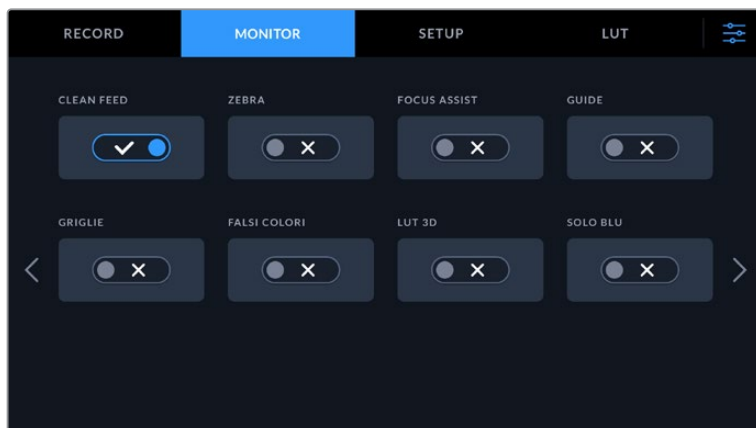 RECORD MONITOR SETUP LUT
CLEAN FEED ZEBRA FOCUS ASSIST GUIDE
GRIGLIE FALSI COLORI LUT 3D SOLO BLU